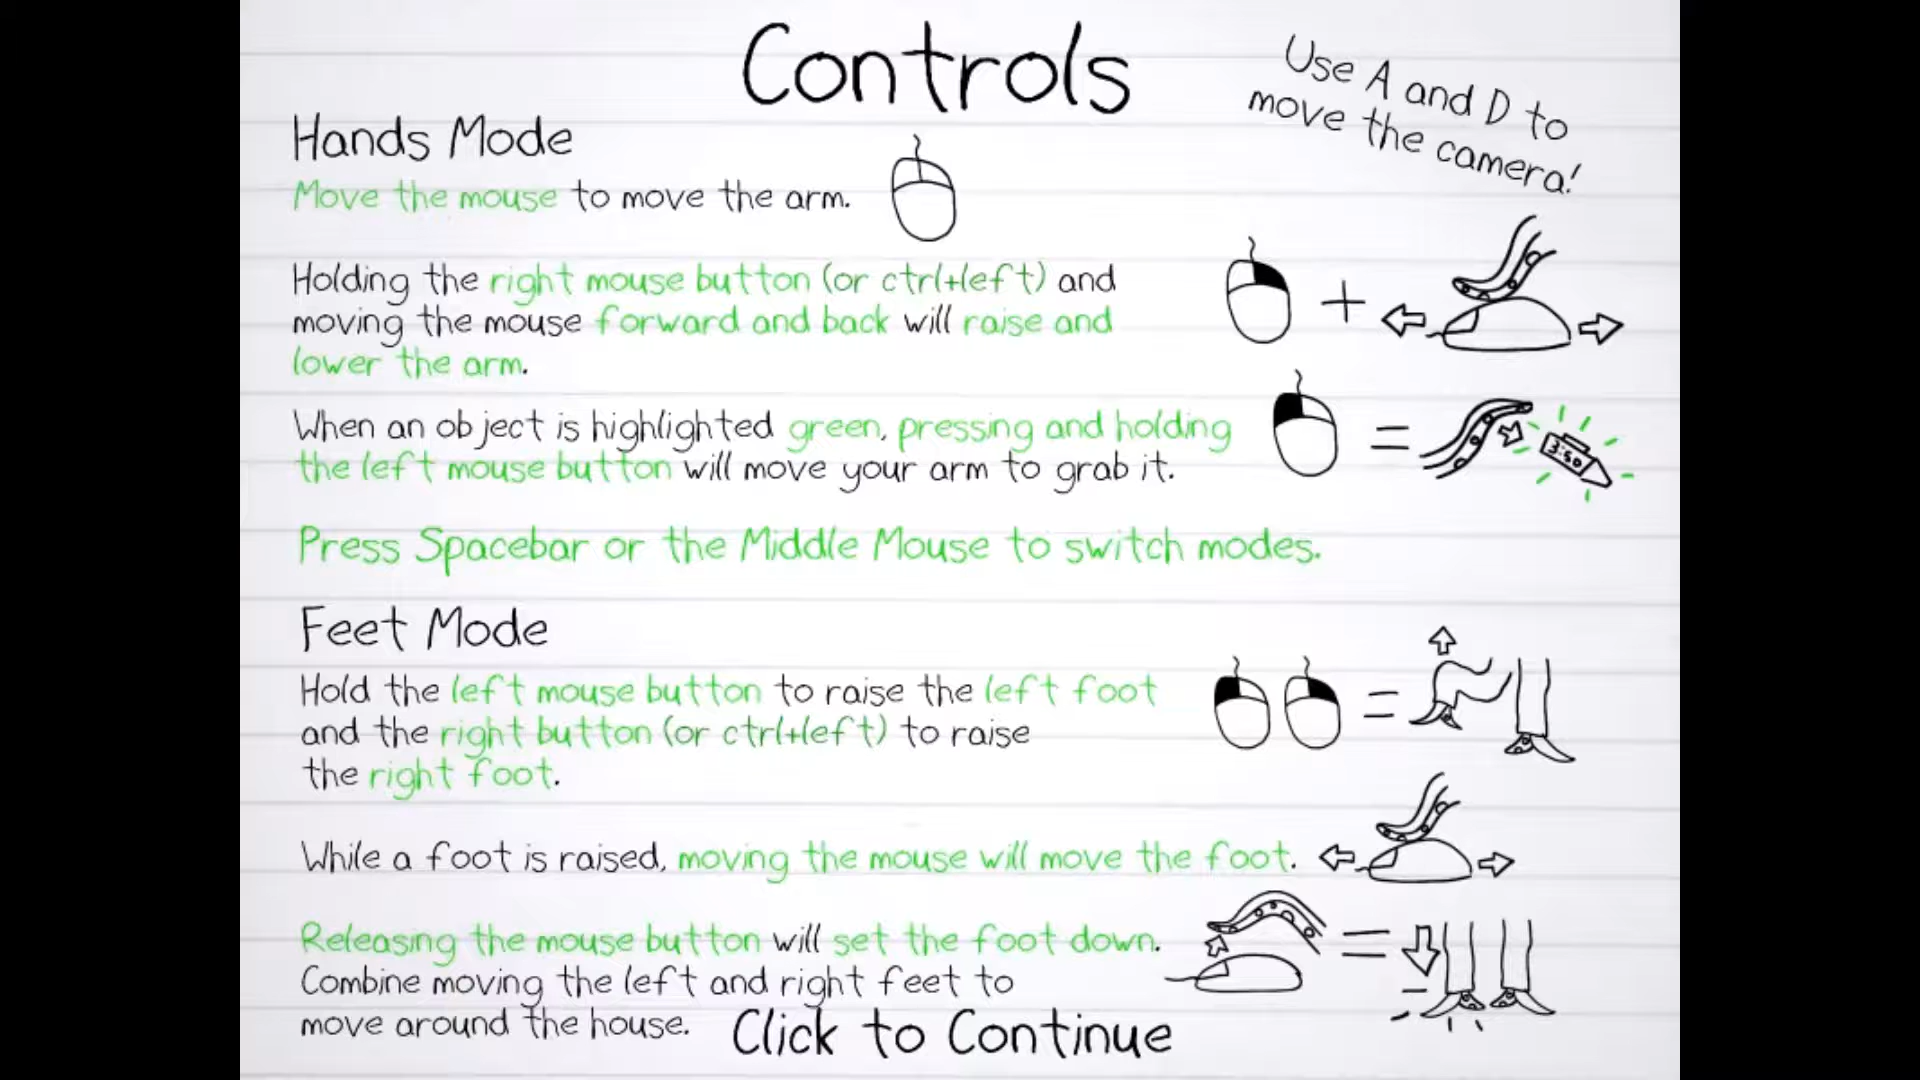 Controls
Use A and D to
move the camera!
Hands Mode
Move the mouse to move the arm.
Holding the right mouse button (or ctrl+left) and
moving the mouse forward and back will raise and
lower the arm.
When an object is highlighted green, pressing and holding
the left mouse button will move your arm to grab it.
3:50
Press Spacebar or the Middle Mouse to switch modes.
Feet Mode
Hold the left mouse button to raise the left foot
and the right button (or ctrl+left) to raise
the right foot.
While a foot is raised, moving the mouse will move the foot.
Releasing the mouse button will set the foot down.
Combine moving the left and right feet to
move around the house.
Click to Continue